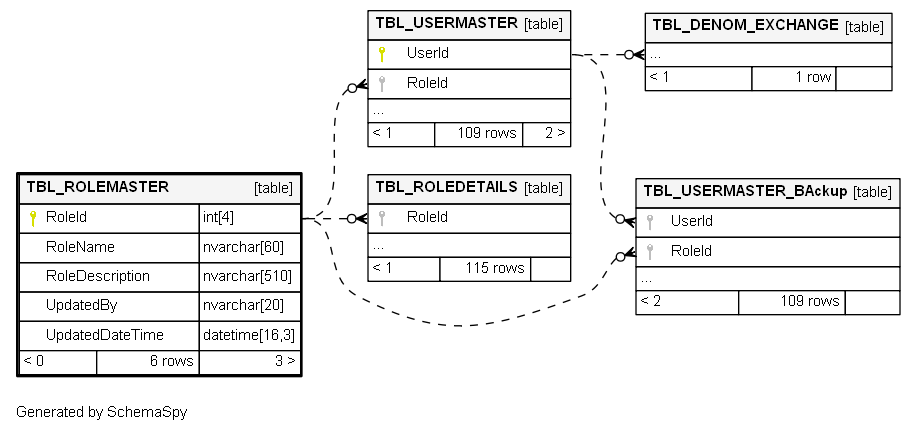 TBL_USERMASTER [table]
UserId
RoleId
...
< 1 109 rows 2 >
TBL_DENOM_EXCHANGE [table]
...
< 1 1 row
TBL_ROLEMASTER [table]
RoleId int[4]
RoleName nvarchar[60]
RoleDescription nvarchar[510]
UpdatedBy nvarchar[20]
UpdatedDateTime datetime[16,3]
< 0 6 rows 3 >
TBL_ROLEDETAILS [table]
RoleId
...
< 1 115 rows
TBL_USERMASTER_BAckup [table]
UserId
RoleId
...
< 2 109 rows
Generated by SchemaSpy